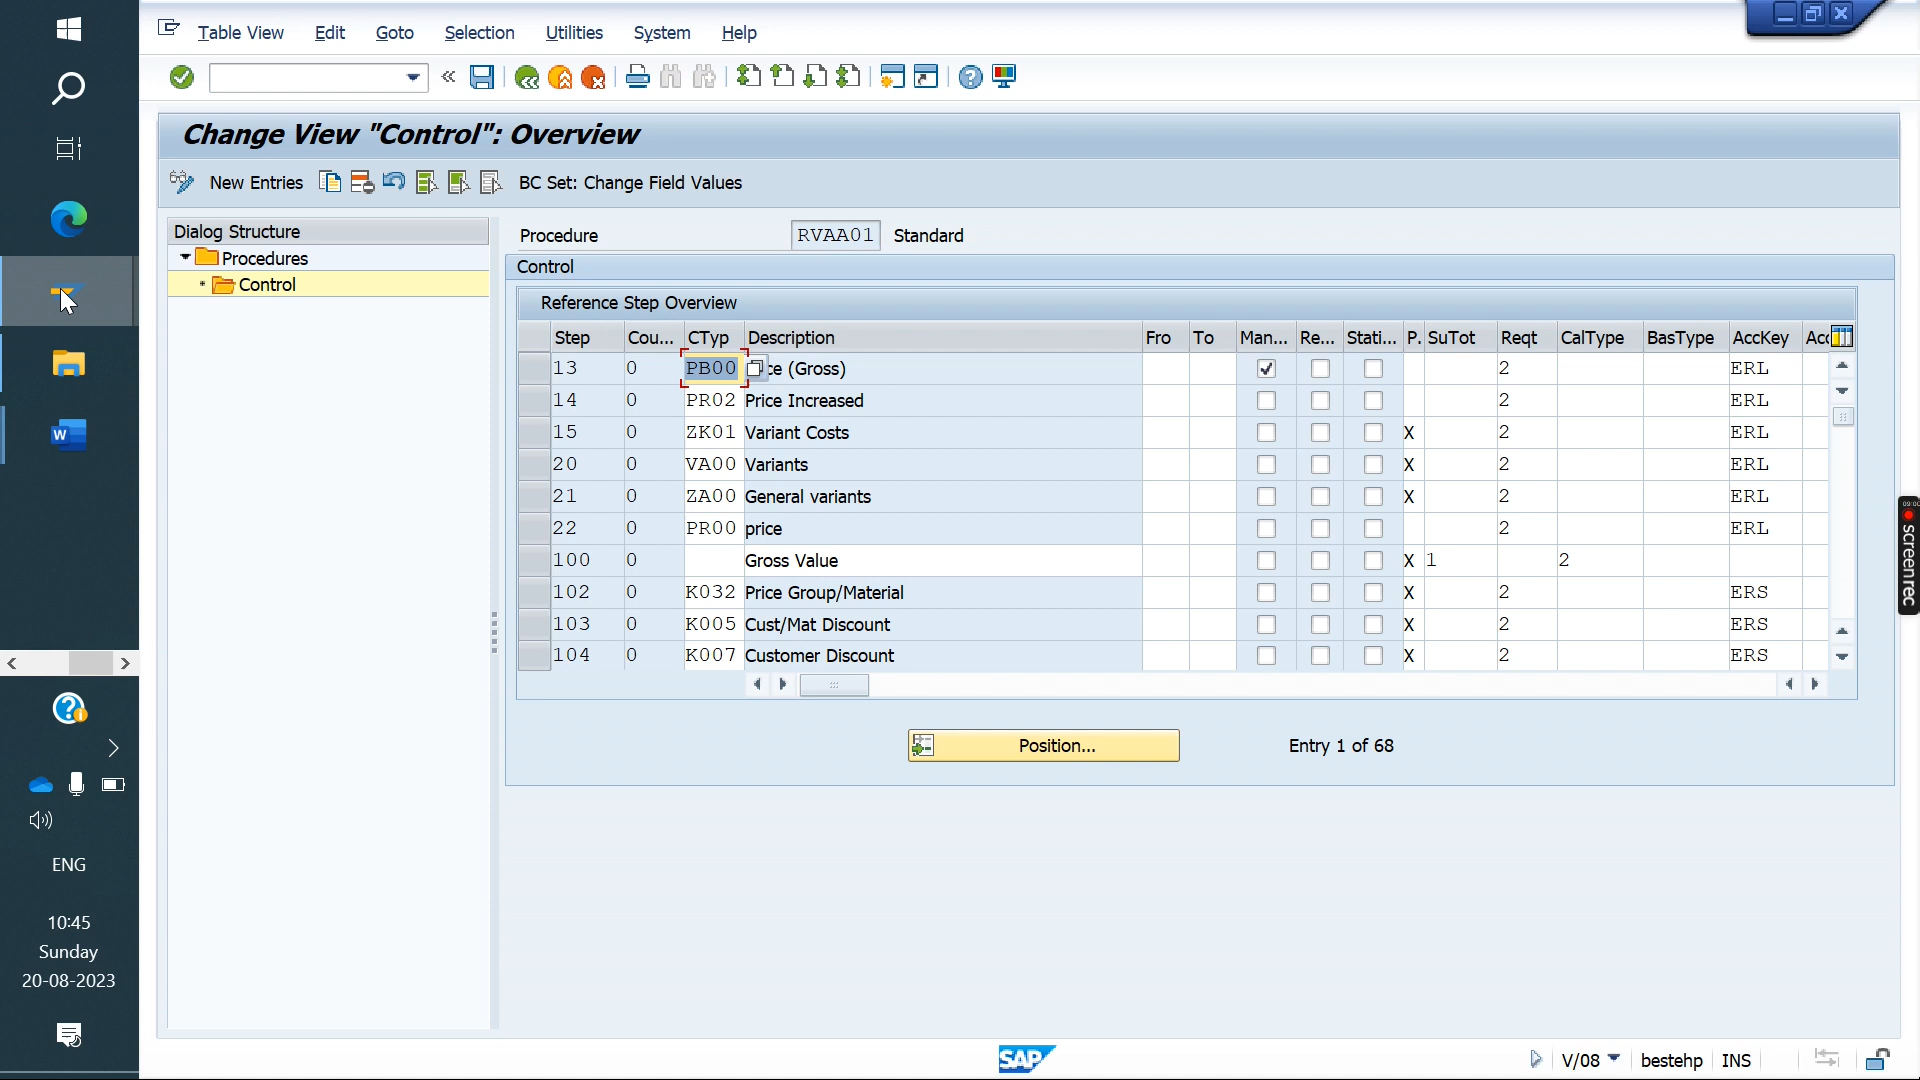 Table View Edit Goto Selection Utilities System Help
Change View "Control": Overview
New Entries BC Set: Change Field Values
Dialog Structure
Procedures
Control
Procedure RVAA01 Standard
Control
Reference Step Overview
Step Cou... CTyp Description Fro To Man... Re... Stati... P. SuTot Reqt CalType BasType AccKey Acc
13 0 PB00 ce (Gross) 2 ERL
14 0 PR02 Price Increased 2 ERL
15 0 ZK01 Variant Costs X 2 ERL
20 0 VA00 Variants X 2 ERL
21 0 ZA00 General variants X 2 ERL
22 0 PR00 price 2 ERL
100 0 Gross Value X 1 2
102 0 K032 Price Group/Material X 2 ERS
103 0 K005 Cust/Mat Discount X 2 ERS
104 0 K007 Customer Discount X 2 ERS
Position... Entry 1 of 68
SAP
V/08 bestehp INS
W
ENG
10:45
Sunday
20-08-2023
screenrec